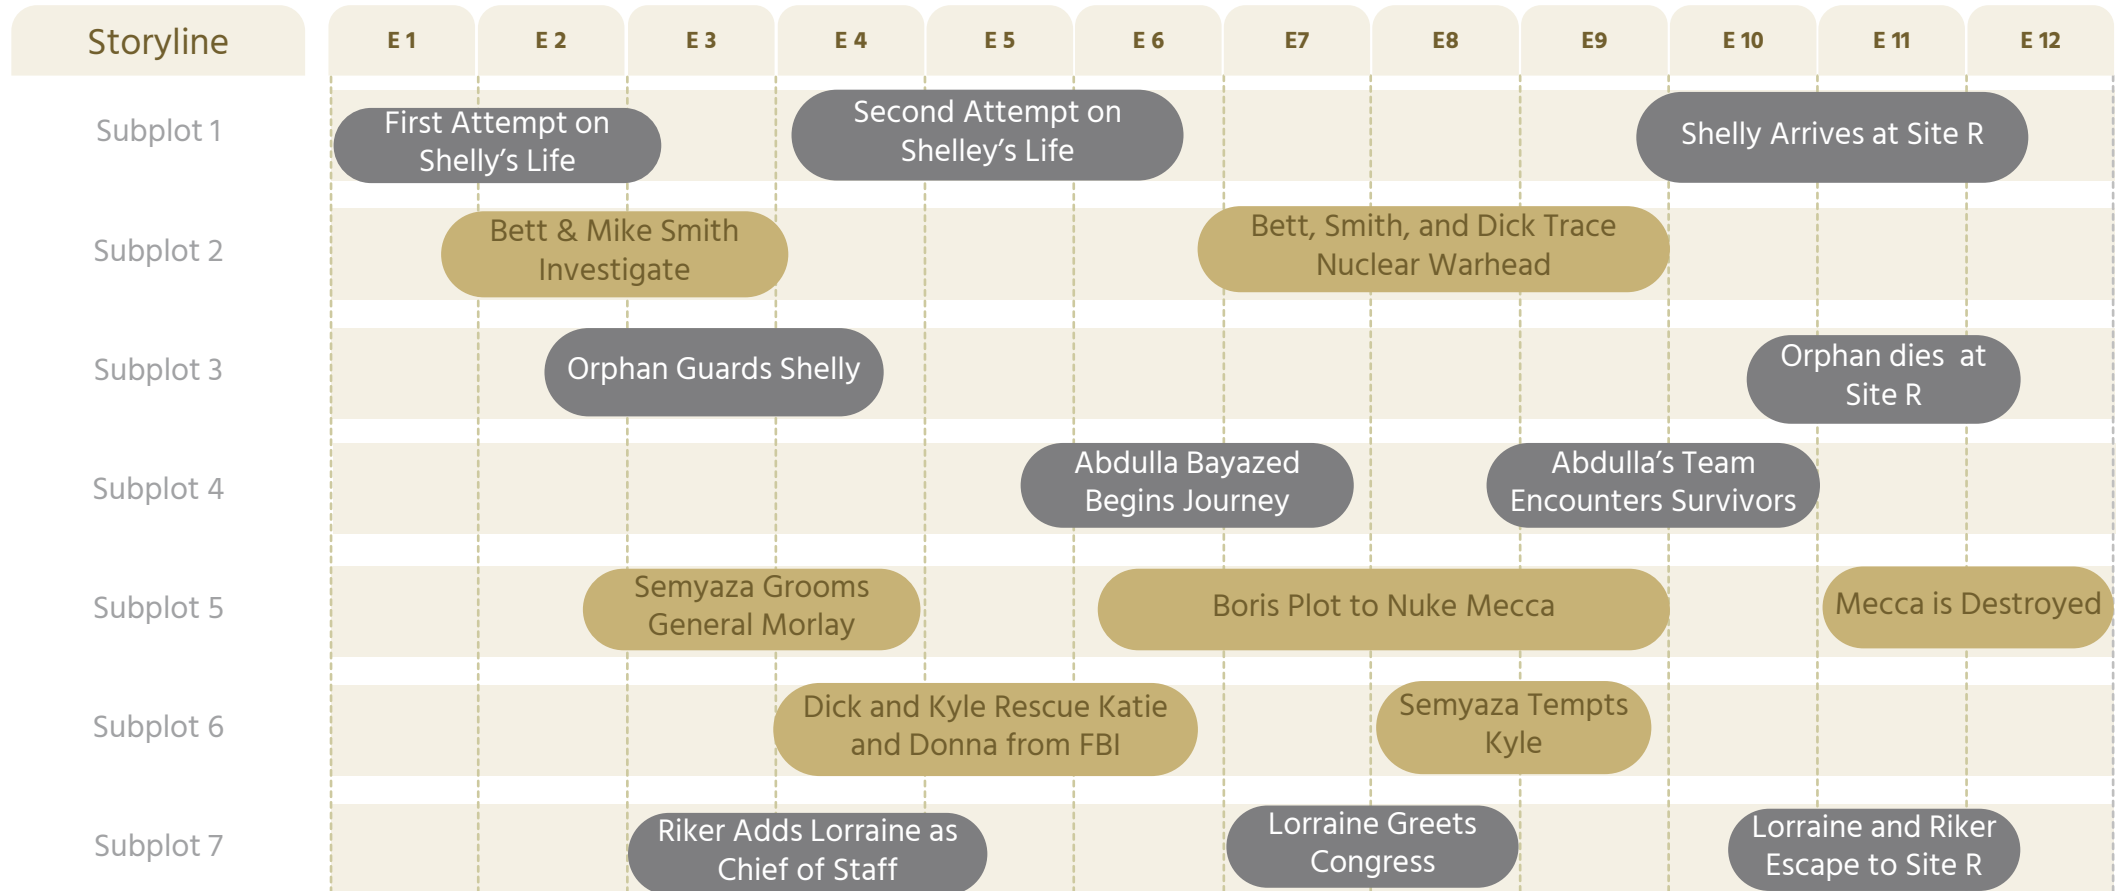 Storyline
E 1
E 2
E 3
E 4
E 5
E 6
E7
E8
E9
E 10
E 11
E 12
Subplot 1
First Attempt on
Shelly’s Life
Second Attempt on
Shelley’s Life
Shelly Arrives at Site R
Subplot 2
Bett & Mike Smith
Investigate
Bett, Smith, and Dick Trace
Nuclear Warhead
Subplot 3
Orphan Guards Shelly
Orphan dies  at
Site R
Subplot 4
Abdulla Bayazed
Begins Journey
Abdulla’s Team
Encounters Survivors
Subplot 5
Semyaza Grooms
General Morlay
Boris Plot to Nuke Mecca
Mecca is Destroyed
Subplot 6
Dick and Kyle Rescue Katie
and Donna from FBI
Semyaza Tempts
Kyle
Subplot 7
Riker Adds Lorraine as
Chief of Staff
Lorraine Greets
Congress
Lorraine and Riker
Escape to Site R